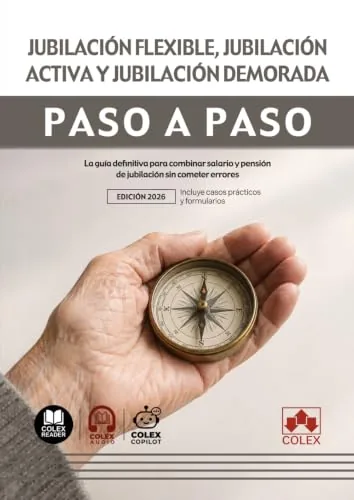 JUBILACIÓN FLEXIBLE, JUBILACIÓN
ACTIVA Y JUBILACIÓN DEMORADA
PASO A PASO
La guía definitiva para combinar salario y pensión
de jubilación sin cometer errores
EDICIÓN 2026
Incluye casos prácticos
y formularios
COLEX
READER
COLEX
AUDIO
COLEX
COPILOT
COLEX